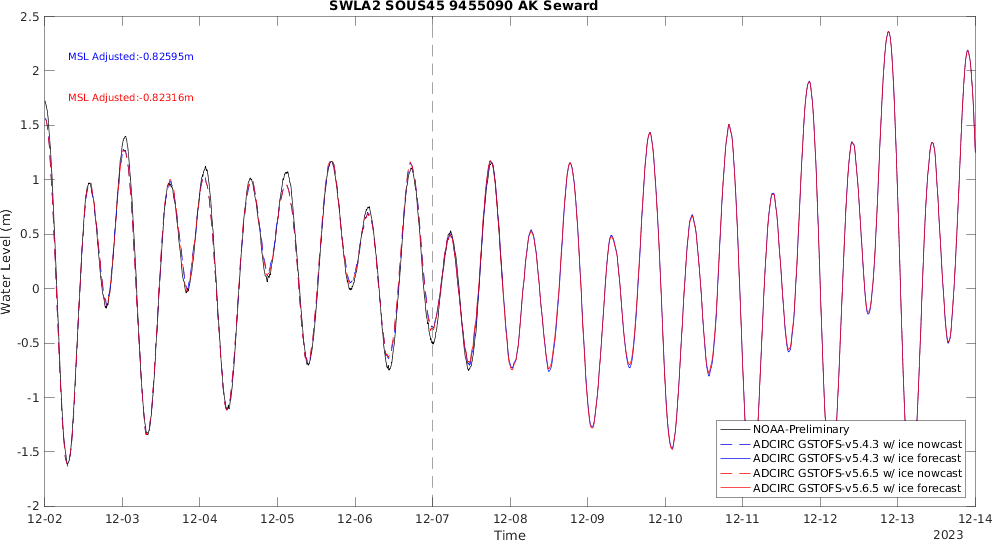 SWLA2 SOUS45 9455090 AK Seward
2.5
MSL Adjusted:-0.82595m
2
MSL Adjusted:-0.82316m
1.5
1
0.5
Water Level (m)
0
-0.5
-1
-1.5
-2
NOAA-Preliminary
ADCIRC GSTOFS-v5.4.3 w/ ice nowcast
ADCIRC GSTOFS-v5.4.3 w/ ice forecast
ADCIRC GSTOFS-v5.6.5 w/ ice nowcast
ADCIRC GSTOFS-v5.6.5 w/ ice forecast
12-02 12-03 12-04 12-05 12-06 12-07 12-08 12-09 12-10 12-11 12-12 12-13 12-14
Time
2023